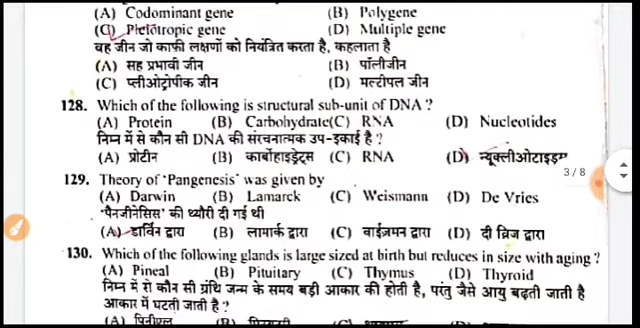 (A) Codominant gene (B) Polygene
(C) Pleiotropic gene (D) Multiple gene
वह जीन जो काफी लक्षणों को नियंत्रित करता है, कहलाता है
(A) सह प्रभावी जीन (B) पॉलीजीन
(C) प्लीओट्रोपीक जीन (D) मल्टीपल जीन
128. Which of the following is structural sub-unit of DNA ?
(A) Protein (B) Carbohydrate (C) RNA (D) Nucleotides
निम्न में से कौन सी DNA की संरचनात्मक उप-इकाई है ?
(A) प्रोटीन (B) कार्बोहाइड्रेट्स (C) RNA (D) न्यूक्लीओटाइड्स
3/8
129. Theory of 'Pangenesis' was given by
(A) Darwin (B) Lamarck (C) Weismann (D) De Vries
'पैनजीनेसिस' की थ्योरी दी गई थी
(A) डार्विन द्वारा (B) लामार्क द्वारा (C) वाईज़मन द्वारा (D) दी व्रिज द्वारा
130. Which of the following glands is large sized at birth but reduces in size with aging ?
(A) Pineal (B) Pituitary (C) Thymus (D) Thyroid
निम्न में से कौन सी ग्रंथि जन्म के समय बड़ी आकार की होती है, परंतु जैसे आयु बढ़ती जाती है
आकार में घटती जाती है ?
(A) पिनीयल (B)